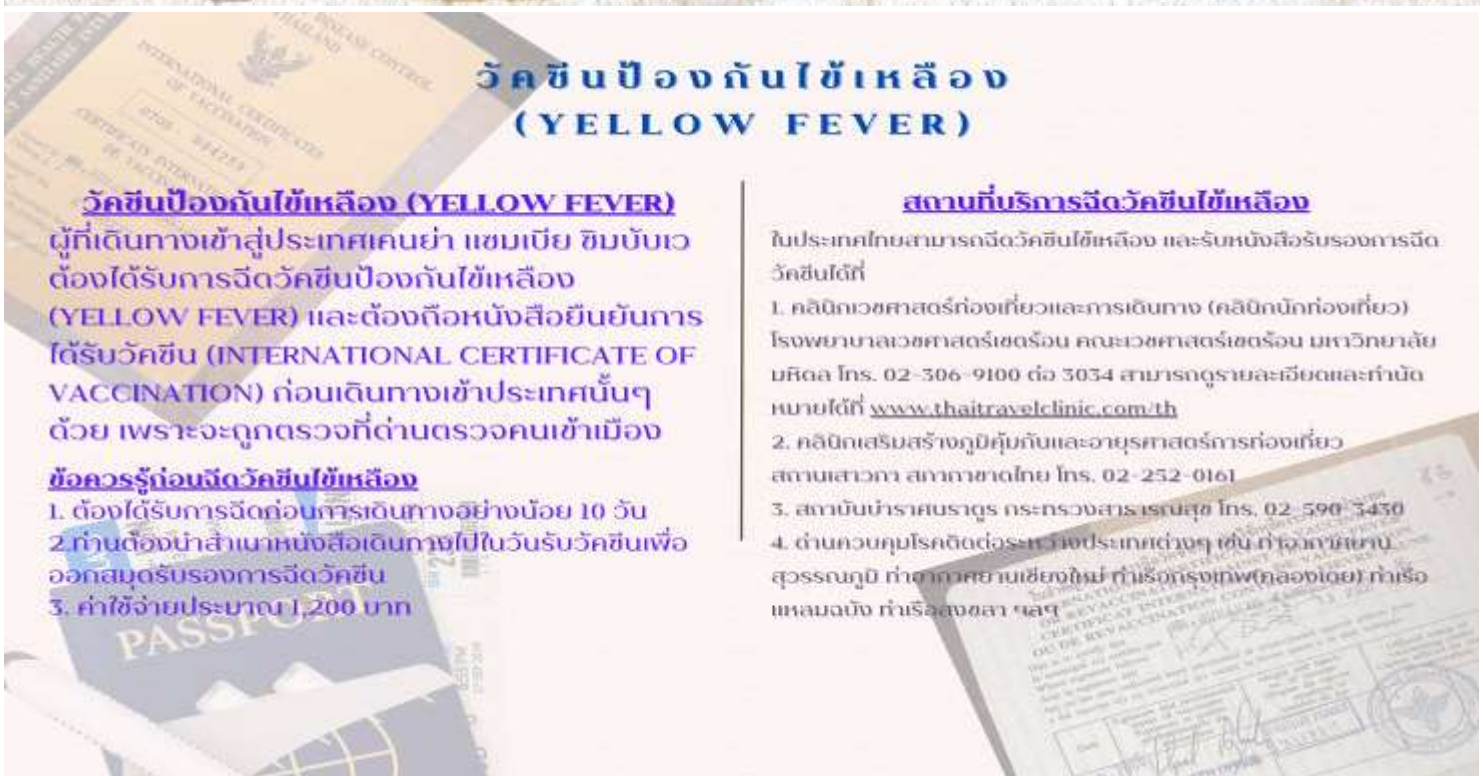 วัคซีนป้องกันไข้เหลือง
(YELLOW FEVER)
วัคซีนป้องกันไข้เหลือง (YELLOW FEVER)
ผู้ที่เดินทางเข้าสู่ประเทศเคนย่า แซมเบีย ซิมบับเว
ต้องได้รับการฉีดวัคซีนป้องกันไข้เหลือง
(YELLOW FEVER) และต้องถือหนังสือยืนยันการ
ได้รับวัคซีน (INTERNATIONAL CERTIFICATE OF
VACCINATION) ก่อนเดินทางเข้าประเทศนั้นๆ
ด้วย เพราะจะถูกตรวจที่ด่านตรวจคนเข้าเมือง
ข้อควรรู้ก่อนฉีดวัคซีนไข้เหลือง
1. ต้องได้รับการฉีดก่อนการเดินทางอย่างน้อย 10 วัน
2.ท่านต้องนำสำเนาหนังสือเดินทางไปในวันรับวัคซีนเพื่อ
ออกสมุดรับรองการฉีดวัคซีน
3. ค่าใช้จ่ายประมาณ 1,200 บาท
สถานที่บริการฉีดวัคซีนไข้เหลือง
ในประเทศไทยสามารถฉีดวัคซีนไข้เหลือง และรับหนังสือรับรองการฉีด
วัคซีนได้ที่
1. คลินิกเวชศาสตร์ท่องเที่ยวและการเดินทาง (คลินิกนักท่องเที่ยว)
โรงพยาบาลเวชศาสตร์เขตร้อน คณะเวชศาสตร์เขตร้อน มหาวิทยาลัย
มหิดล โทร. 02-306-9100 ต่อ 3034 สามารถดูรายละเอียดและทำนัด
หมายได้ที่ www.thaitravelclinic.com/th
2. คลินิกเสริมสร้างภูมิคุ้มกันและอายุรศาสตร์การท่องเที่ยว
สถานเสาวภา สภากาชาดไทย โทร. 02-252-0161
3. สถาบันบำราศนราดูร กระทรวงสาธารณสุข โทร. 02-590-3430
4. ด่านควบคุมโรคติดต่อระหว่างประเทศต่างๆ เช่น ท่าอากาศยาน
สุวรรณภูมิ ท่าอากาศยานเชียงใหม่ ท่าเรือกรุงเทพ(คลองเตย) ท่าเรือ
แหลมฉบัง ท่าเรือสงขลา ฯลฯ
INTERNATIONAL CERTIFICATES
OF VACCINATION
PASSPORT